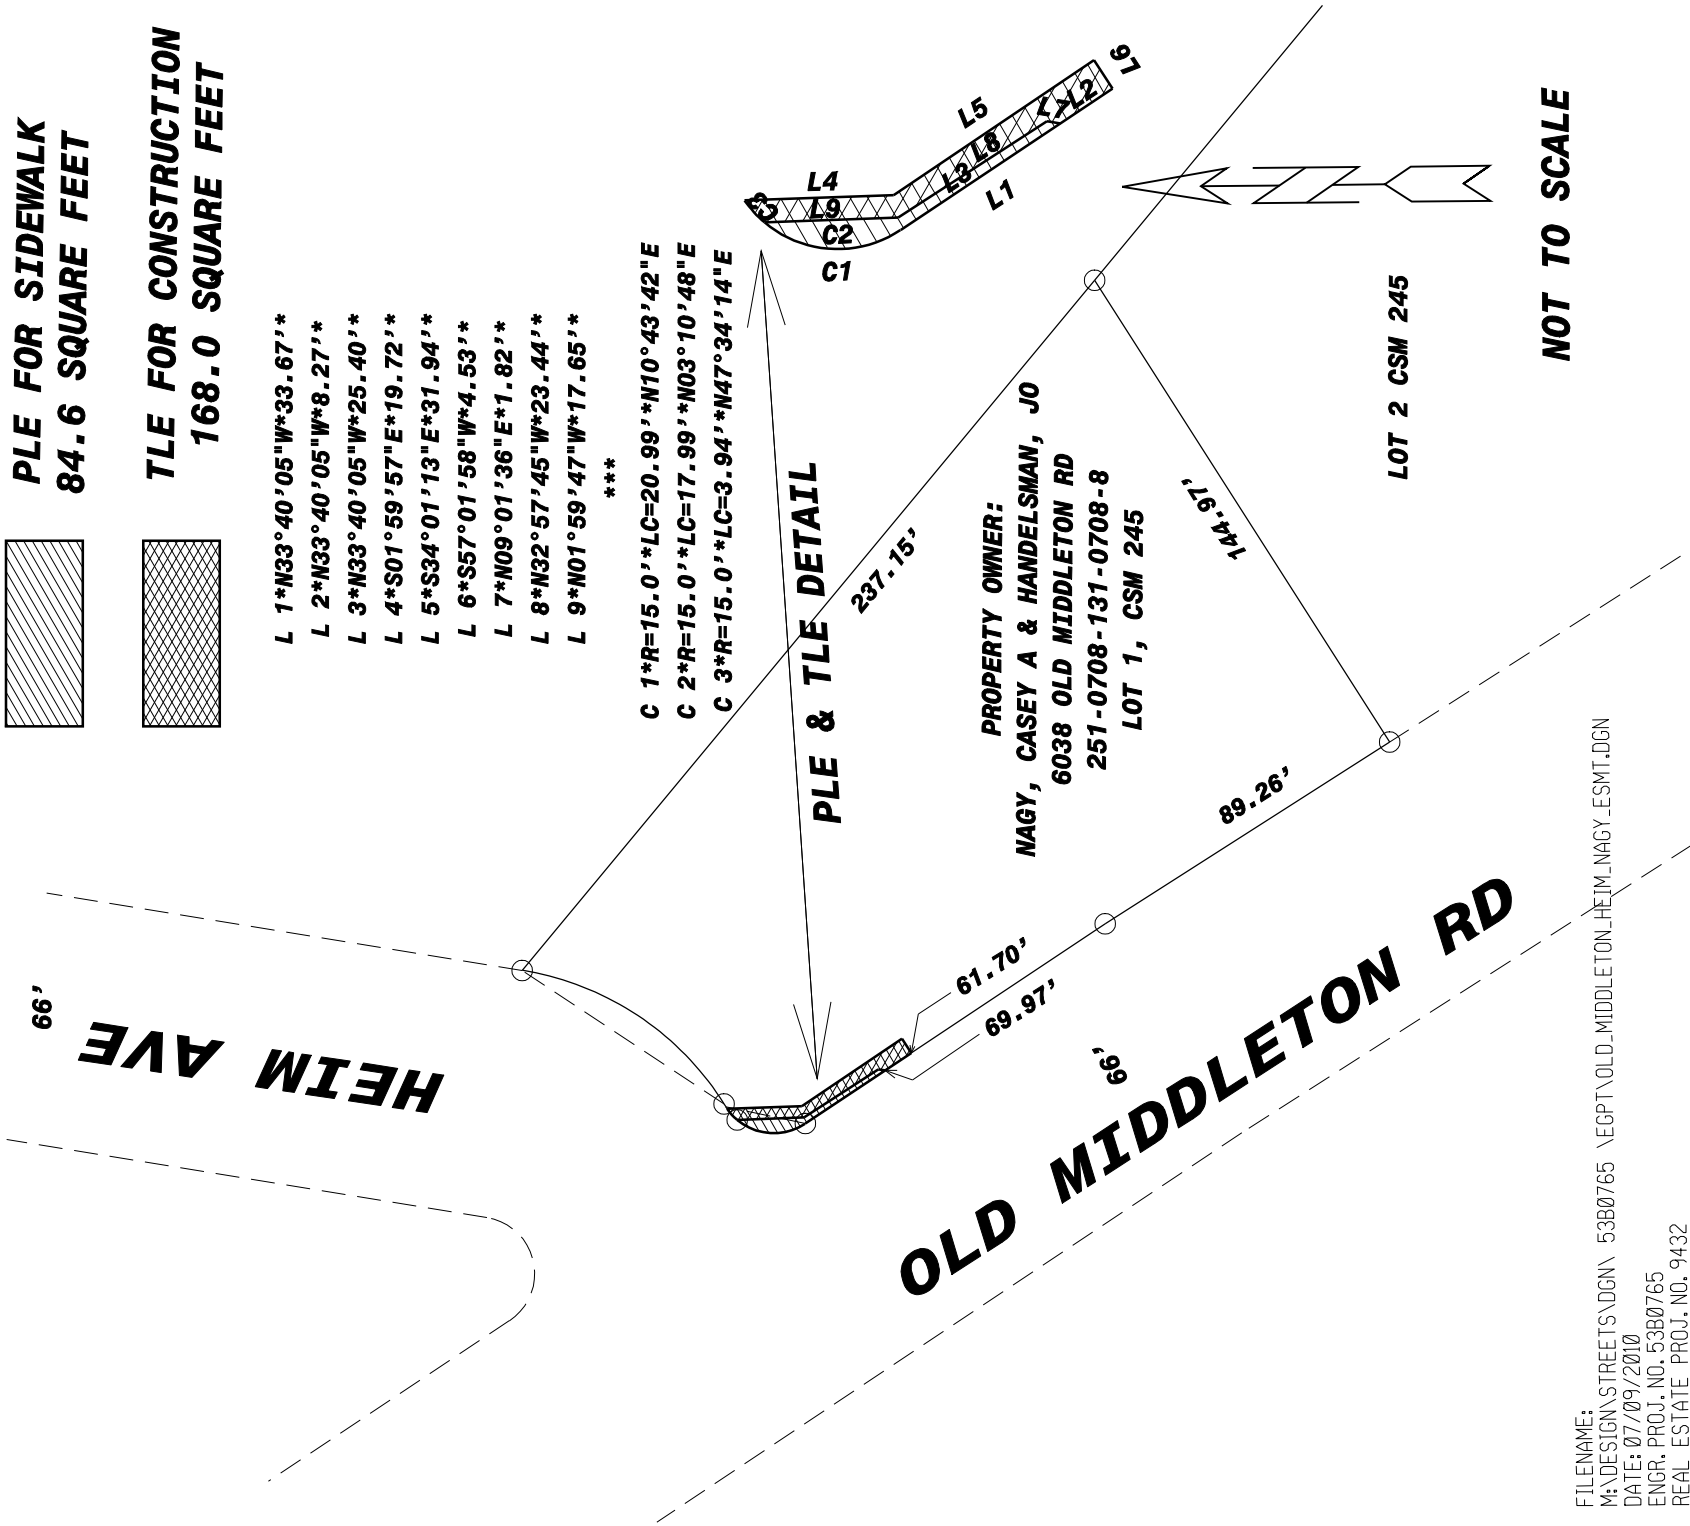 PLE FOR SIDEWALK
84.6 SQUARE FEET
TLE FOR CONSTRUCTION
168.0 SQUARE FEET
L 1*N33°40'05"W*33.67'*
L 2*N33°40'05"W*8.27'*
L 3*N33°40'05"W*25.40'*
L 4*S01°59'57"E*19.72'*
L 5*S34°01'13"E*31.94'*
L 6*S57°01'58"W*4.53'*
L 7*N09°01'36"E*1.82'*
L 8*N32°57'45"W*23.44'*
L 9*N01°59'47"W*17.65'*
***
C 1*R=15.0'*LC=20.99'*N10°43'42"E
C 2*R=15.0'*LC=17.99'*N03°10'48"E
C 3*R=15.0'*LC=3.94'*N47°34'14"E
PLE & TLE DETAIL
C3
L4
L9
C2
C1
L5
L8
L3
L1
L7
L2
L6
237.15'
144.97'
89.26'
61.70'
69.97'
PROPERTY OWNER:
NAGY, CASEY A & HANDELSMAN, JO
6038 OLD MIDDLETON RD
251-0708-131-0708-8
LOT 1, CSM 245
LOT 2 CSM 245
NOT TO SCALE
66'
HEIM AVE
66'
OLD MIDDLETON RD
FILENAME:
M:\DESIGN\STREETS\DGN\ 53B0765 \EGPT\OLD_MIDDLETON_HEIM_NAGY_ESMT.DGN
DATE: 07/09/2010
ENGR. PROJ. NO. 53B0765
REAL ESTATE PROJ. NO. 9432